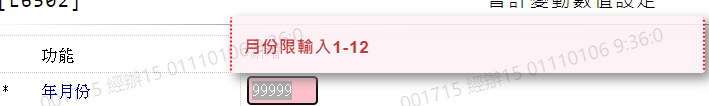 [L6502]
會計變動數值設定
月份限輸入1-12
功能
* 年月份 99999
001715 經辦15 01110106 9:36:0
001715 經辦15 01110106 9:36:0